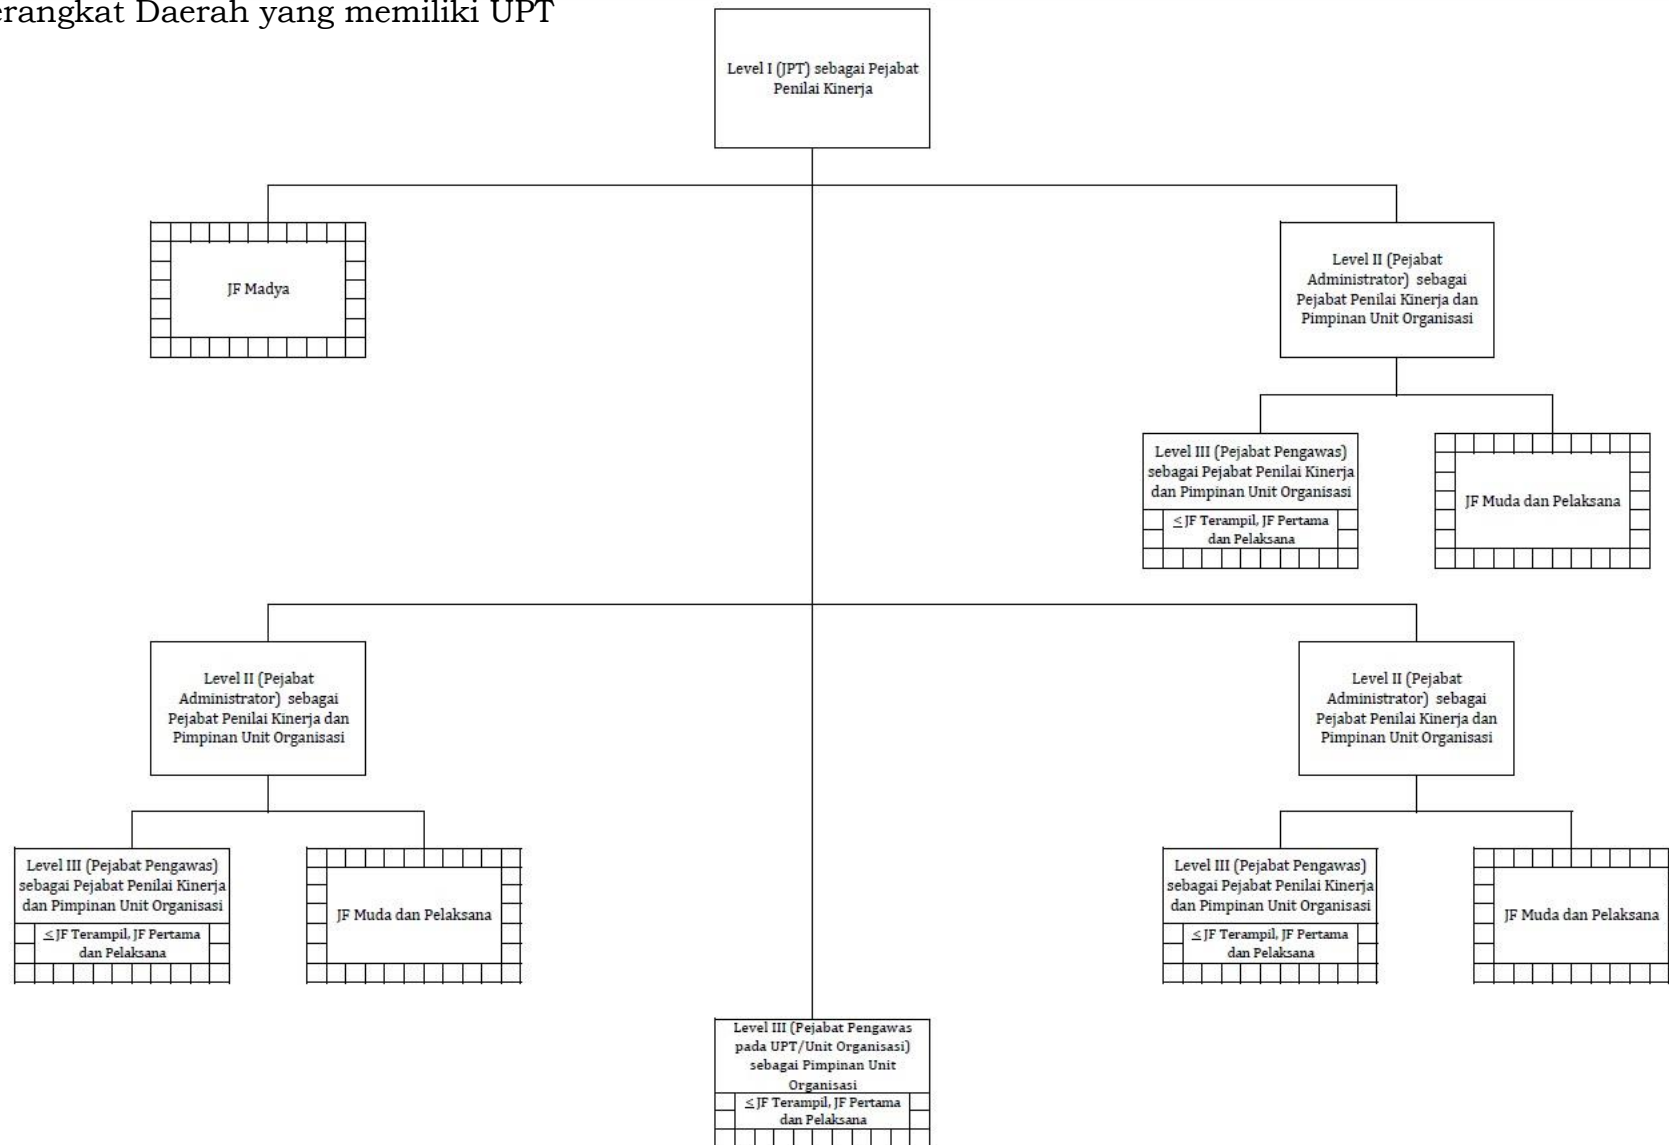 erangkat Daerah yang memiliki UPT
Level I (JPT) sebagai Pejabat
Penilai Kinerja
JF Madya
Level II (Pejabat
Administrator) sebagai
Pejabat Penilai Kinerja dan
Pimpinan Unit Organisasi
Level III (Pejabat Pengawas)
sebagai Pejabat Penilai Kinerja
dan Pimpinan Unit Organisasi
≤ JF Terampil, JF Pertama
dan Pelaksana
JF Muda dan Pelaksana
Level II (Pejabat
Administrator) sebagai
Pejabat Penilai Kinerja dan
Pimpinan Unit Organisasi
Level II (Pejabat
Administrator) sebagai
Pejabat Penilai Kinerja dan
Pimpinan Unit Organisasi
Level III (Pejabat Pengawas)
sebagai Pejabat Penilai Kinerja
dan Pimpinan Unit Organisasi
≤ JF Terampil, JF Pertama
dan Pelaksana
JF Muda dan Pelaksana
Level III (Pejabat Pengawas)
sebagai Pejabat Penilai Kinerja
dan Pimpinan Unit Organisasi
≤ JF Terampil, JF Pertama
dan Pelaksana
JF Muda dan Pelaksana
Level III (Pejabat Pengawas
pada UPT/Unit Organisasi)
sebagai Pimpinan Unit
Organisasi
≤ JF Terampil, JF Pertama
dan Pelaksana